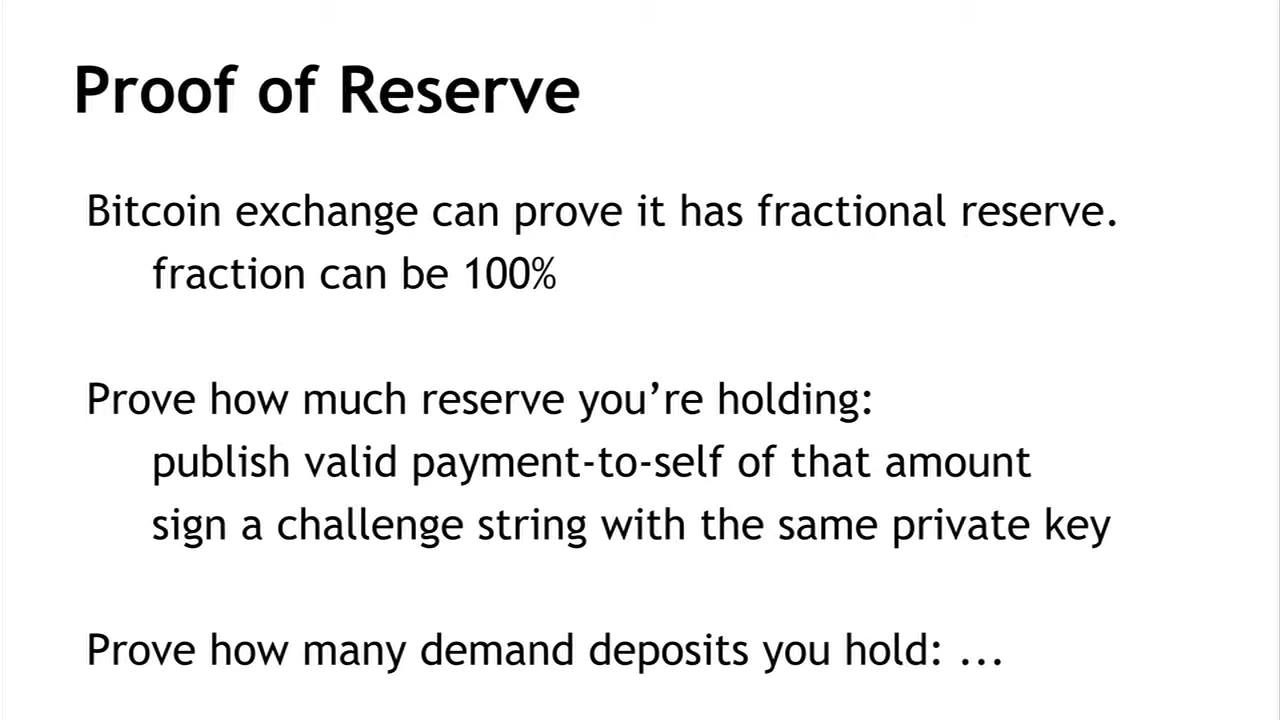 Proof of Reserve
Bitcoin exchange can prove it has fractional reserve.
fraction can be 100%
Prove how much reserve you’re holding:
publish valid payment-to-self of that amount
sign a challenge string with the same private key
Prove how many demand deposits you hold: ...